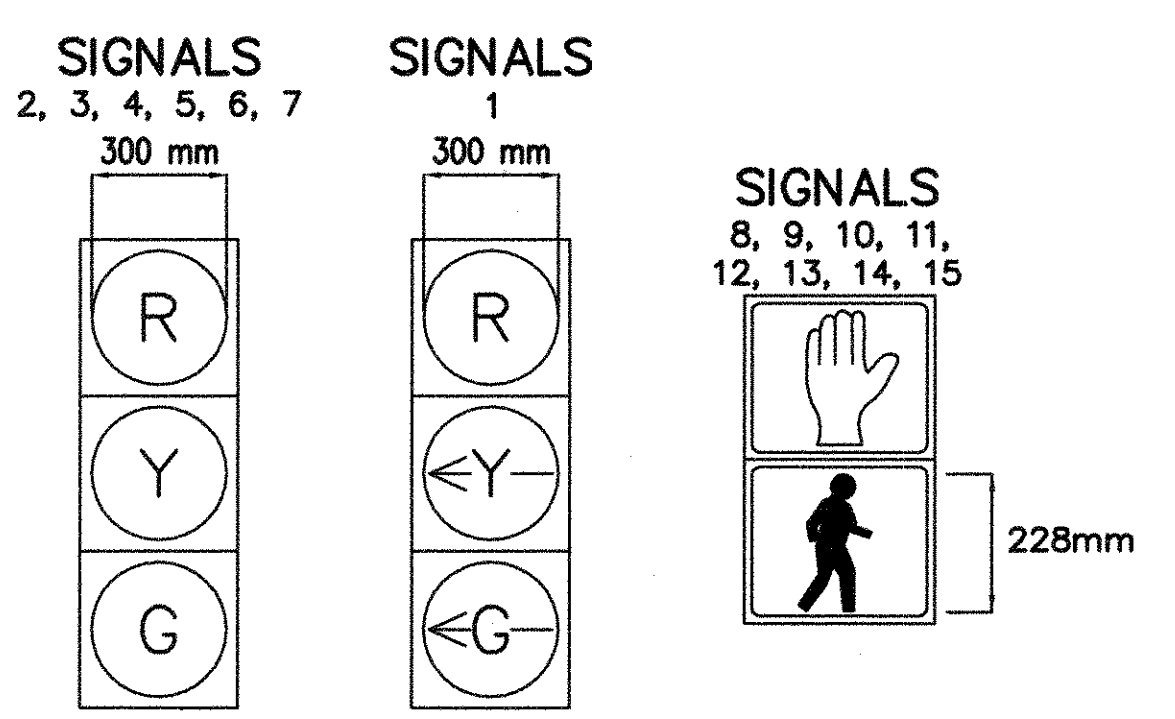 SIGNALS
2, 3, 4, 5, 6, 7
300 mm
R
Y
G
SIGNALS
1
300 mm
R
Y
G
SIGNALS
8, 9, 10, 11,
12, 13, 14, 15
228mm